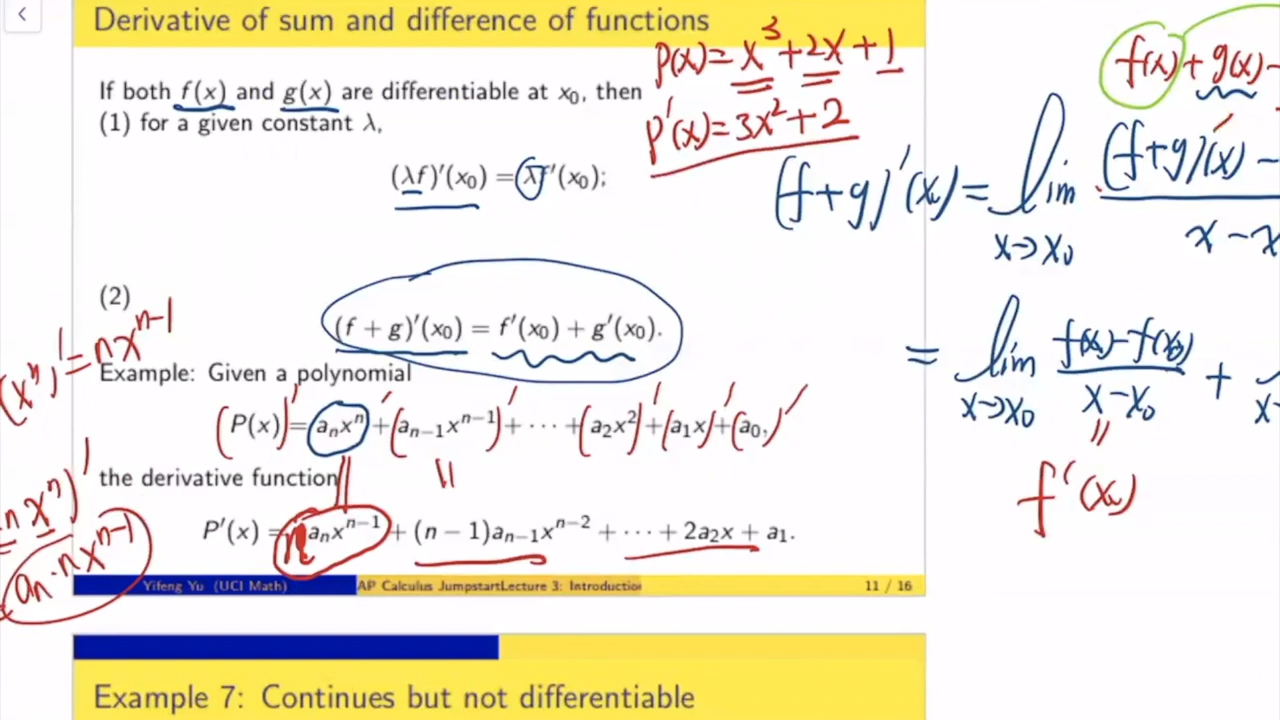 Derivative of sum and difference of functions
P(x)= x³+2x+1
P'(x)=3x²+2
If both f(x) and g(x) are differentiable at x₀, then
(1) for a given constant λ,
(λf)′(x₀) = λf′(x₀);
(2)
(f + g)′(x₀) = f′(x₀) + g′(x₀).
(xⁿ)' = nxⁿ⁻¹
Example: Given a polynomial
(P(x))' = aₙxⁿ + (aₙ₋₁xⁿ⁻¹)' + ··· + (a₂x²)' + (a₁x)' + (a₀,)'
the derivative function
P′(x) = naₙxⁿ⁻¹ + (n − 1)aₙ₋₁xⁿ⁻² + ··· + 2a₂x + a₁.
n xⁿ)'
aₙ·nxⁿ⁻¹
Yifeng Yu (UCI Math)
AP Calculus JumpstartLecture 3: Introduction
11 / 16
Example 7: Continues but not differentiable
f(x)+g(x)-
(f+g)'(x₀)= lim (f+g)'(x) -
x→x₀
x-x
= lim f(x)-f(x₀) +
x→x₀
x-x₀
x→
||
f'(x₀)